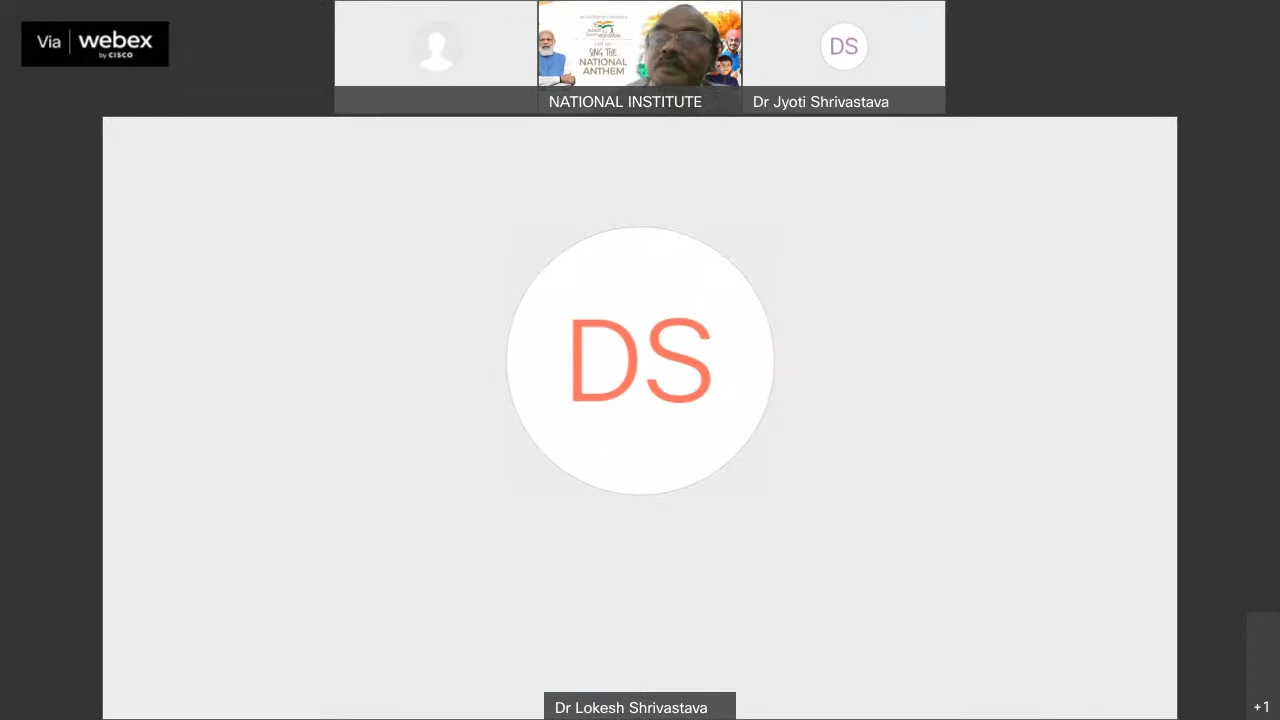 Via | webex
by CISCO
SING THE
NATIONAL
ANTHEM
DS
NATIONAL INSTITUTE
Dr Jyoti Shrivastava
DS
Dr Lokesh Shrivastava
+1